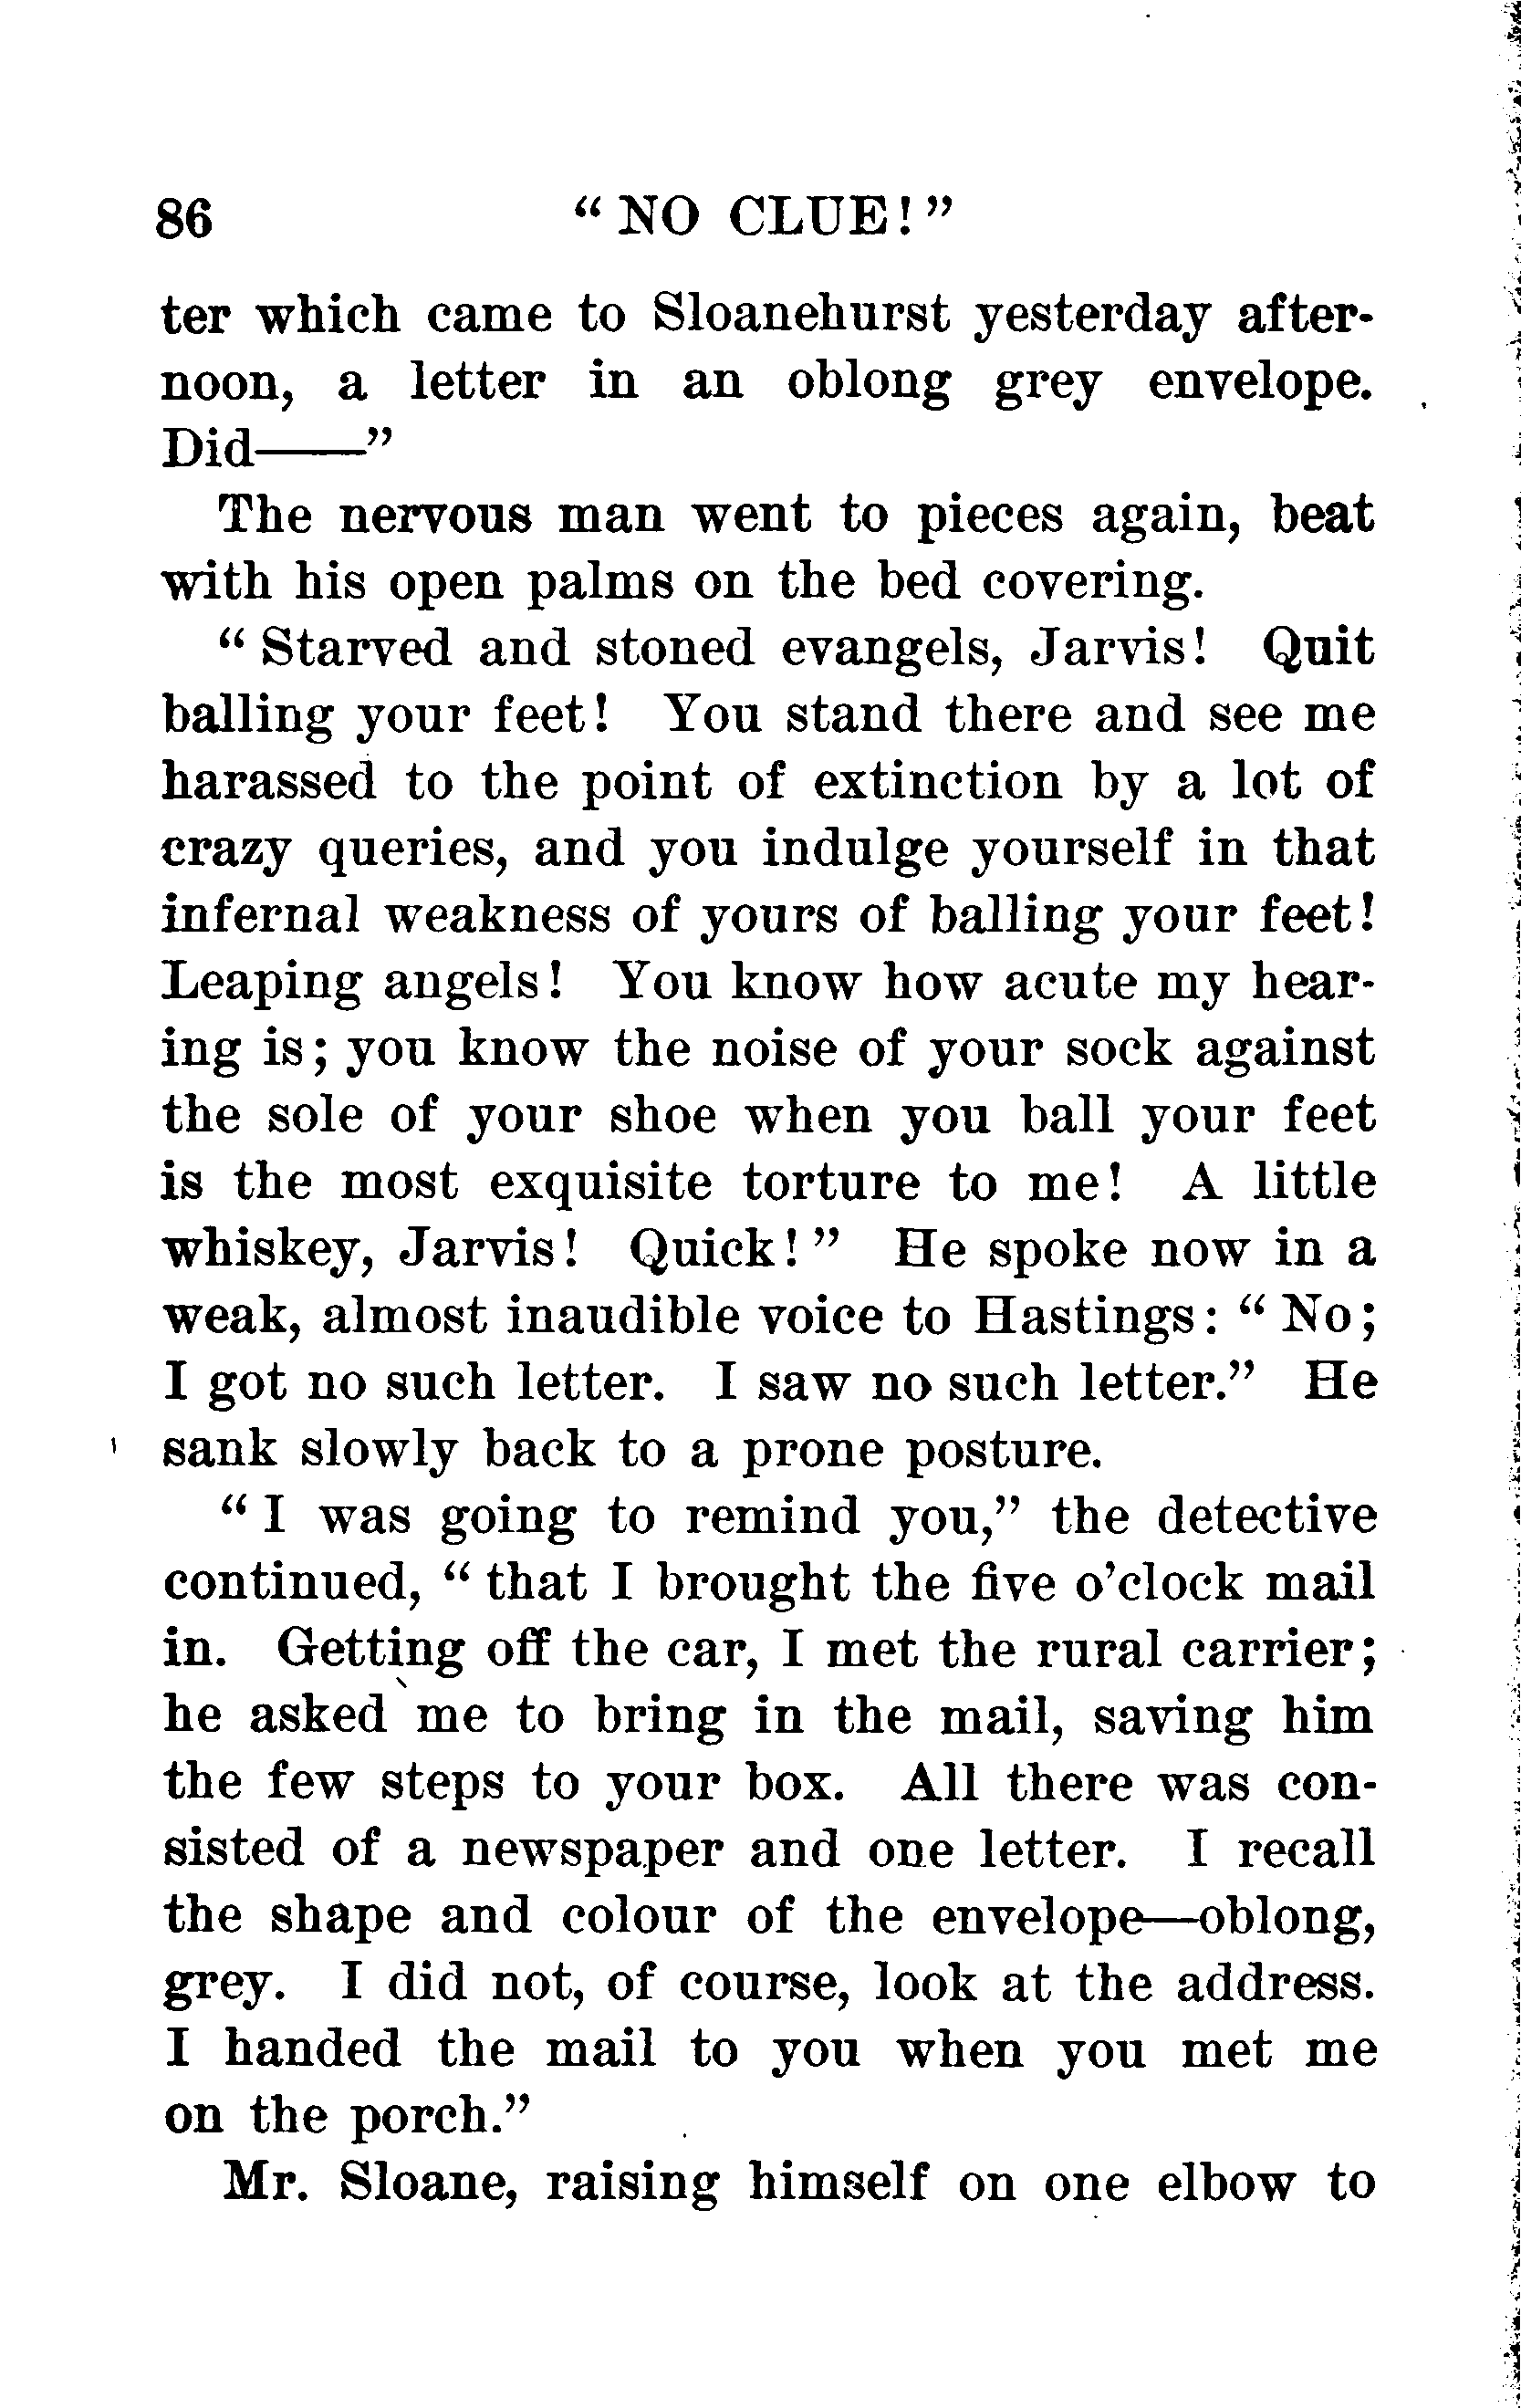 86 “ NO CLUE! ”
ter which came to Sloanehurst yesterday after-
noon, a letter in an oblong grey envelope.
Did——”
The nervous man went to pieces again, beat
with his open palms on the bed covering.
“ Starved and stoned evangels, Jarvis! Quit
balling your feet! You stand there and see me
harassed to the point of extinction by a lot of
crazy queries, and you indulge yourself in that
infernal weakness of yours of balling your feet!
Leaping angels! You know how acute my hear-
ing is; you know the noise of your sock against
the sole of your shoe when you ball your feet
is the most exquisite torture to me! A little
whiskey, Jarvis! Quick! ” He spoke now in a
weak, almost inaudible voice to Hastings: “ No;
I got no such letter. I saw no such letter.” He
sank slowly back to a prone posture.
“ I was going to remind you,” the detective
continued, “ that I brought the five o’clock mail
in. Getting off the car, I met the rural carrier;
he asked me to bring in the mail, saving him
the few steps to your box. All there was con-
sisted of a newspaper and one letter. I recall
the shape and colour of the envelope—oblong,
grey. I did not, of course, look at the address.
I handed the mail to you when you met me
on the porch.”
Mr. Sloane, raising himself on one elbow to